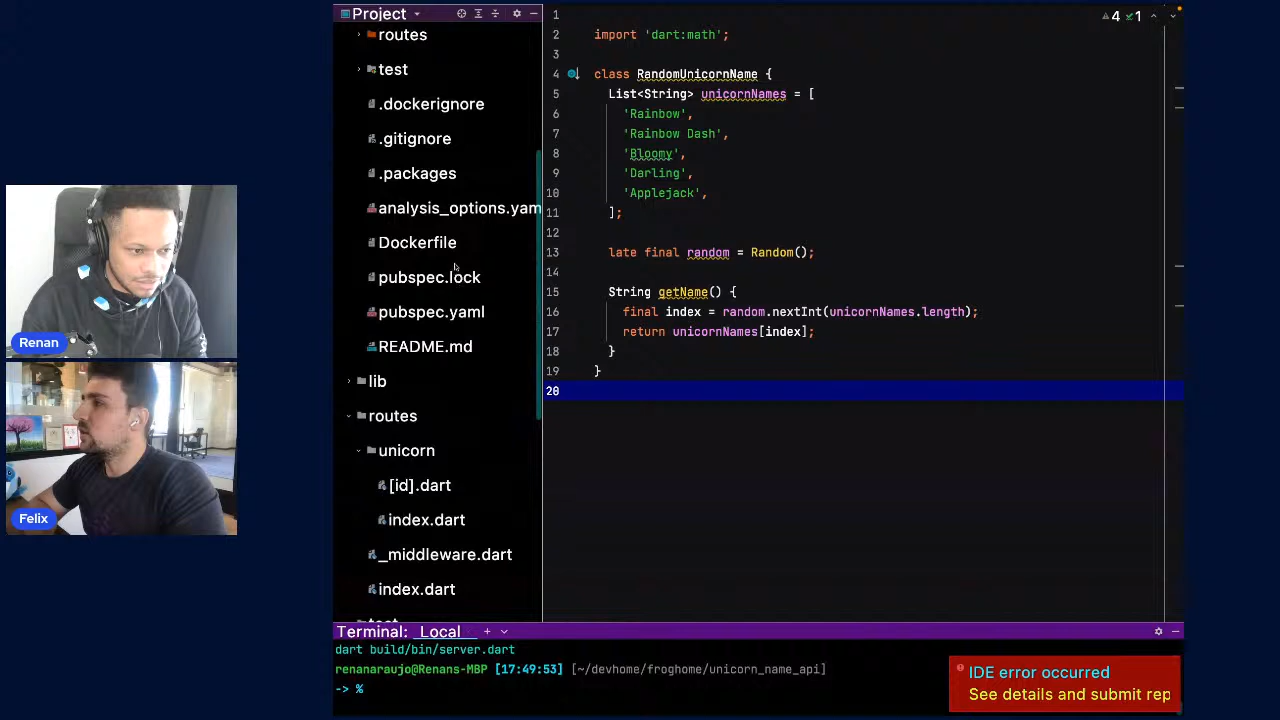 Project
routes
test
.dockerignore
.gitignore
.packages
analysis_options.yam
Dockerfile
pubspec.lock
pubspec.yaml
README.md
lib
routes
unicorn
[id].dart
index.dart
_middleware.dart
index.dart
4 1
1
2 import 'dart:math';
3
4 class RandomUnicornName {
5 List<String> unicornNames = [
6 'Rainbow',
7 'Rainbow Dash',
8 'Bloomy',
9 'Darling',
10 'Applejack',
11 ];
12
13 late final random = Random();
14
15 String getName() {
16 final index = random.nextInt(unicornNames.length);
17 return unicornNames[index];
18 }
19 }
20
Renan
Felix
Terminal: Local
dart build/bin/server.dart
renanaraujo@Renans-MBP [17:49:53] [~/devhome/froghome/unicorn_name_api]
-> %
IDE error occurred
See details and submit rep